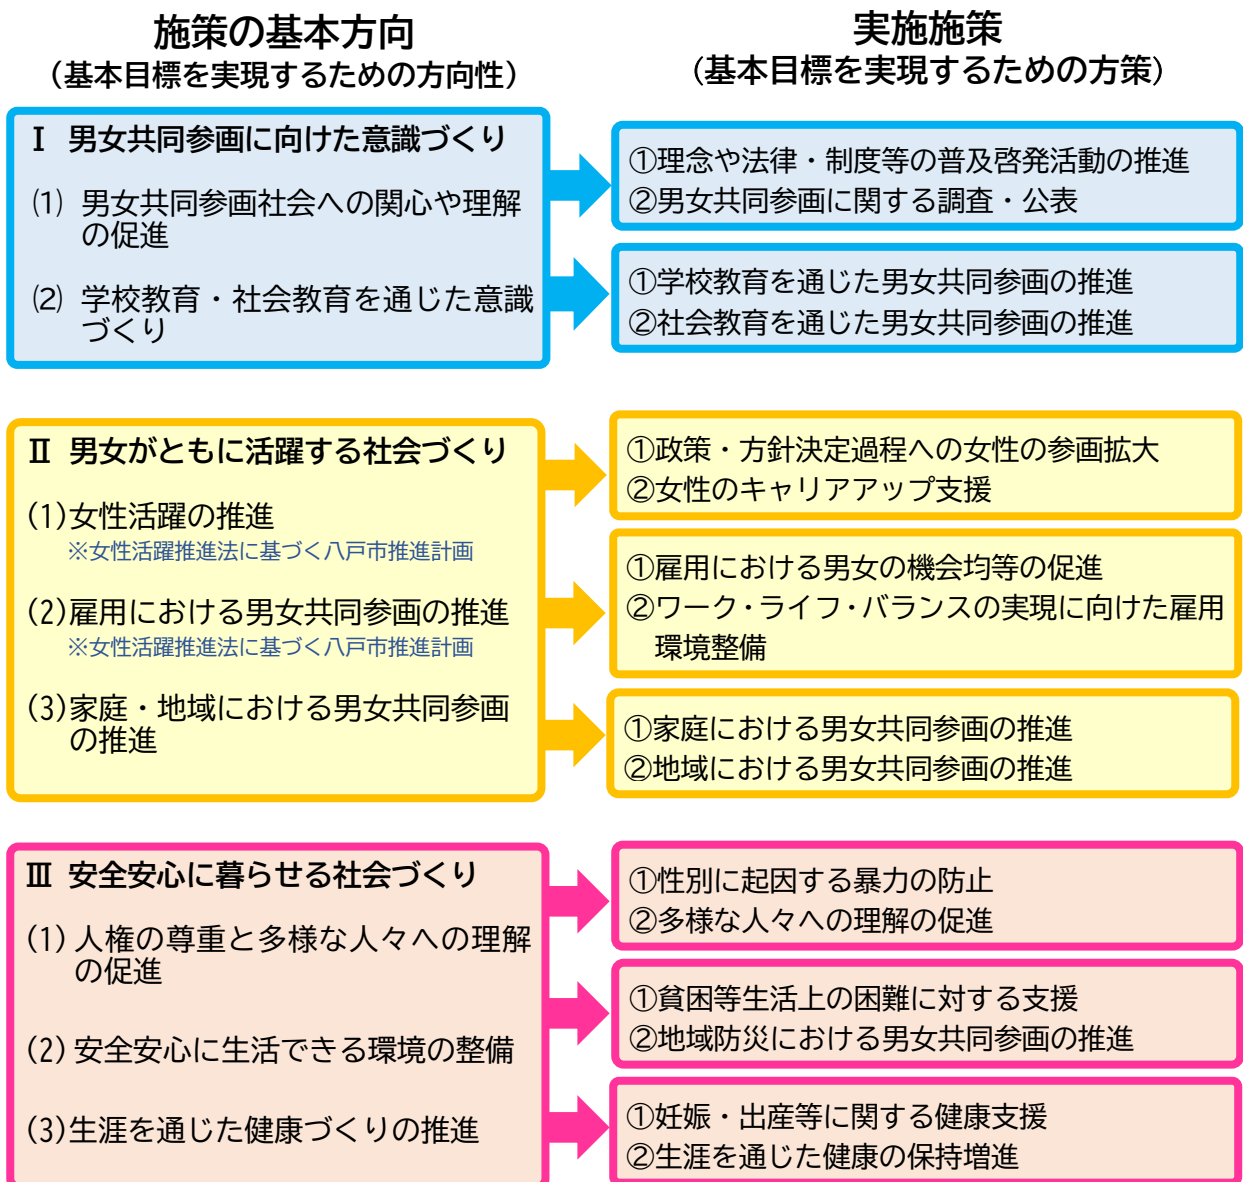 施策の基本方向
（基本目標を実現するための方向性）
実施施策
(基本目標を実現するための方策)
Ⅰ 男女共同参画に向けた意識づくり
⑴ 男女共同参画社会への関心や理解
の促進
⑵ 学校教育・社会教育を通じた意識
づくり
①理念や法律・制度等の普及啓発活動の推進
②男女共同参画に関する調査・公表
①学校教育を通じた男女共同参画の推進
②社会教育を通じた男女共同参画の推進
Ⅱ 男女がともに活躍する社会づくり
(1)女性活躍の推進
※女性活躍推進法に基づく八戸市推進計画
(2)雇用における男女共同参画の推進
※女性活躍推進法に基づく八戸市推進計画
(3)家庭・地域における男女共同参画
の推進
①政策・方針決定過程への女性の参画拡大
②女性のキャリアアップ支援
①雇用における男女の機会均等の促進
②ワーク・ライフ・バランスの実現に向けた雇用
環境整備
①家庭における男女共同参画の推進
②地域における男女共同参画の推進
Ⅲ 安全安心に暮らせる社会づくり
(1) 人権の尊重と多様な人々への理解
の促進
(2) 安全安心に生活できる環境の整備
(3)生涯を通じた健康づくりの推進
①性別に起因する暴力の防止
②多様な人々への理解の促進
①貧困等生活上の困難に対する支援
②地域防災における男女共同参画の推進
①妊娠・出産等に関する健康支援
②生涯を通じた健康の保持増進